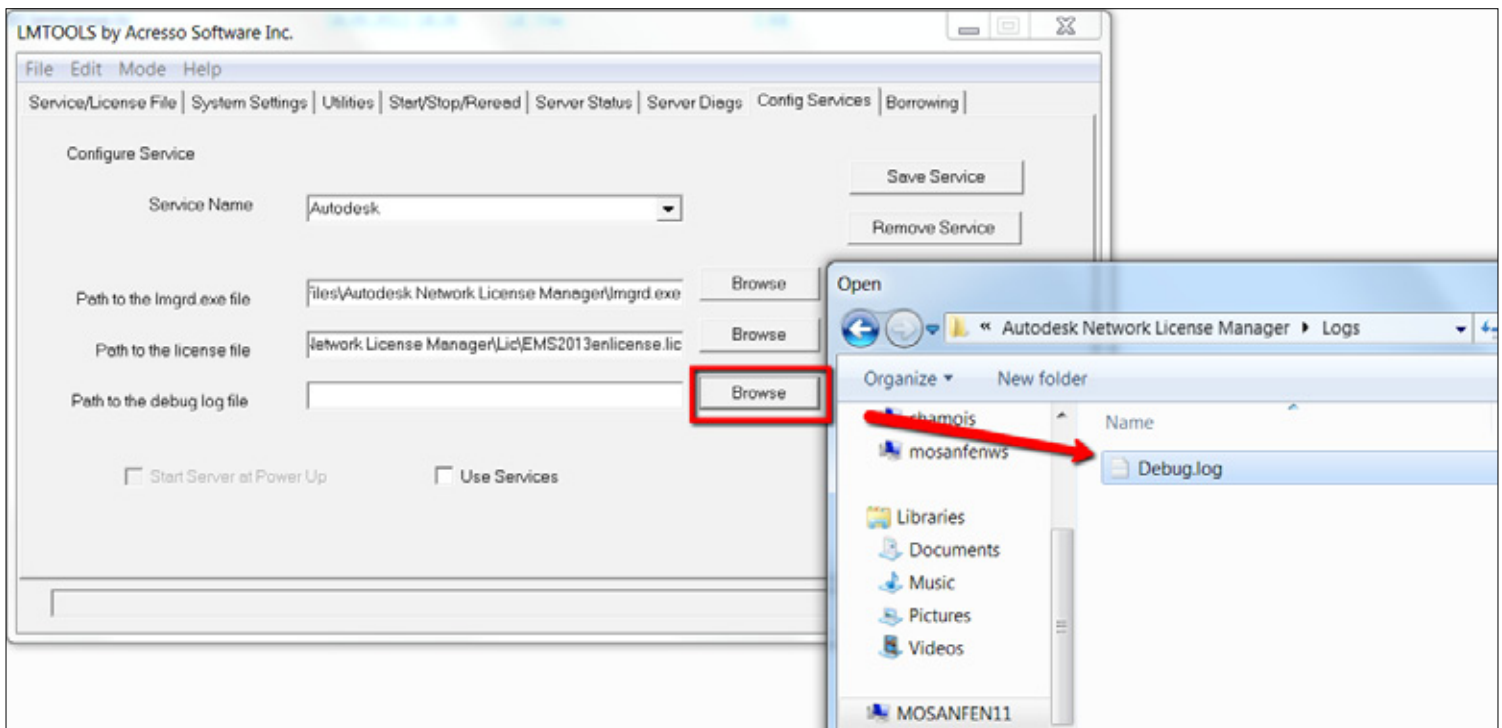 LMTOOLS by Acresso Software Inc.
File Edit Mode Help
Service/License File System Settings Utilities Start/Stop/Reread Server Status Server Diags Config Services Borrowing
Configure Service
Save Service
Service Name Autodesk
Remove Service
Path to the lmgrd.exe file Files\Autodesk Network License Manager\lmgrd.exe Browse
Path to the license file Network License Manager\Lic\EMS2013enlicense.lic Browse
Path to the debug log file Browse
Start Server at Power Up Use Services
Open
« Autodesk Network License Manager Logs
Organize New folder
chamois
Name
mosanfenws
Debug.log
Libraries
Documents
Music
Pictures
Videos
MOSANFEN11